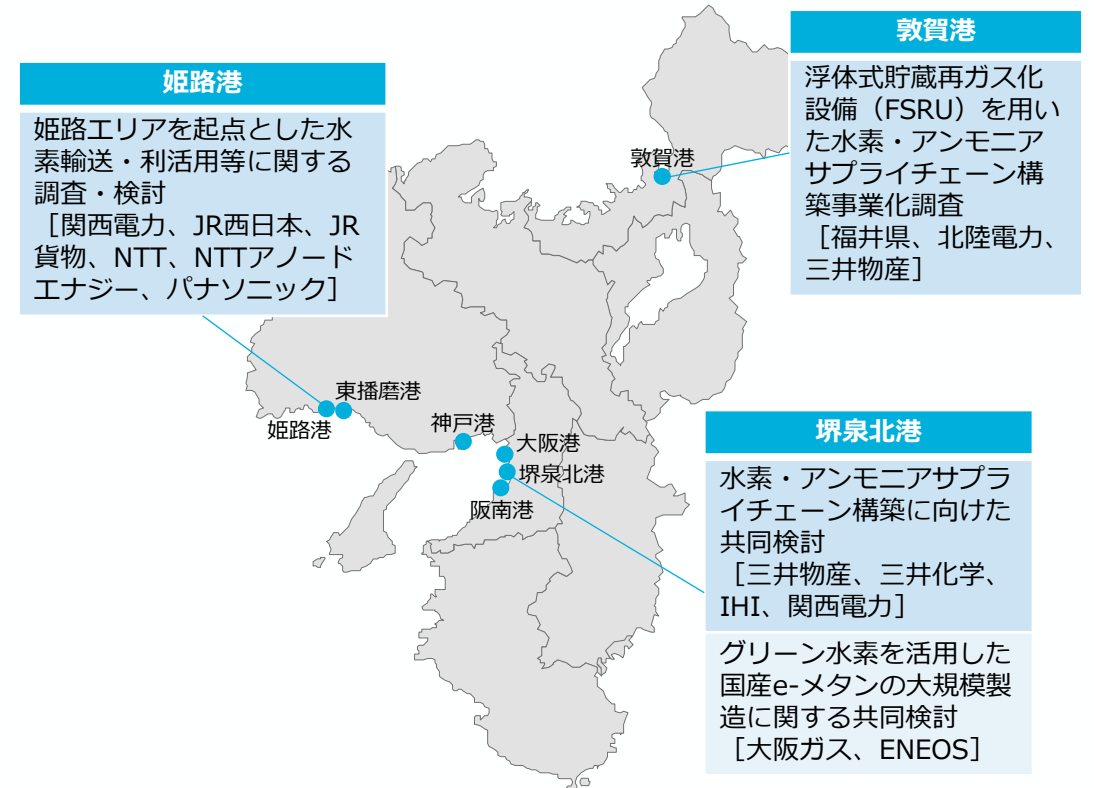 姫路港
姫路エリアを起点とした水
素輸送・利活用等に関する
調査・検討
［関西電力、JR西日本、JR
貨物、NTT、NTTアノード
エナジー、パナソニック］
敦賀港
浮体式貯蔵再ガス化
設備（FSRU）を用い
た水素・アンモニア
サプライチェーン構
築事業化調査
［福井県、北陸電力、
三井物産］
敦賀港
東播磨港
姫路港
神戸港
大阪港
堺泉北港
阪南港
堺泉北港
水素・アンモニアサプラ
イチェーン構築に向けた
共同検討
［三井物産、三井化学、
IHI、関西電力］
グリーン水素を活用した
国産e-メタンの大規模製
造に関する共同検討
［大阪ガス、ENEOS］